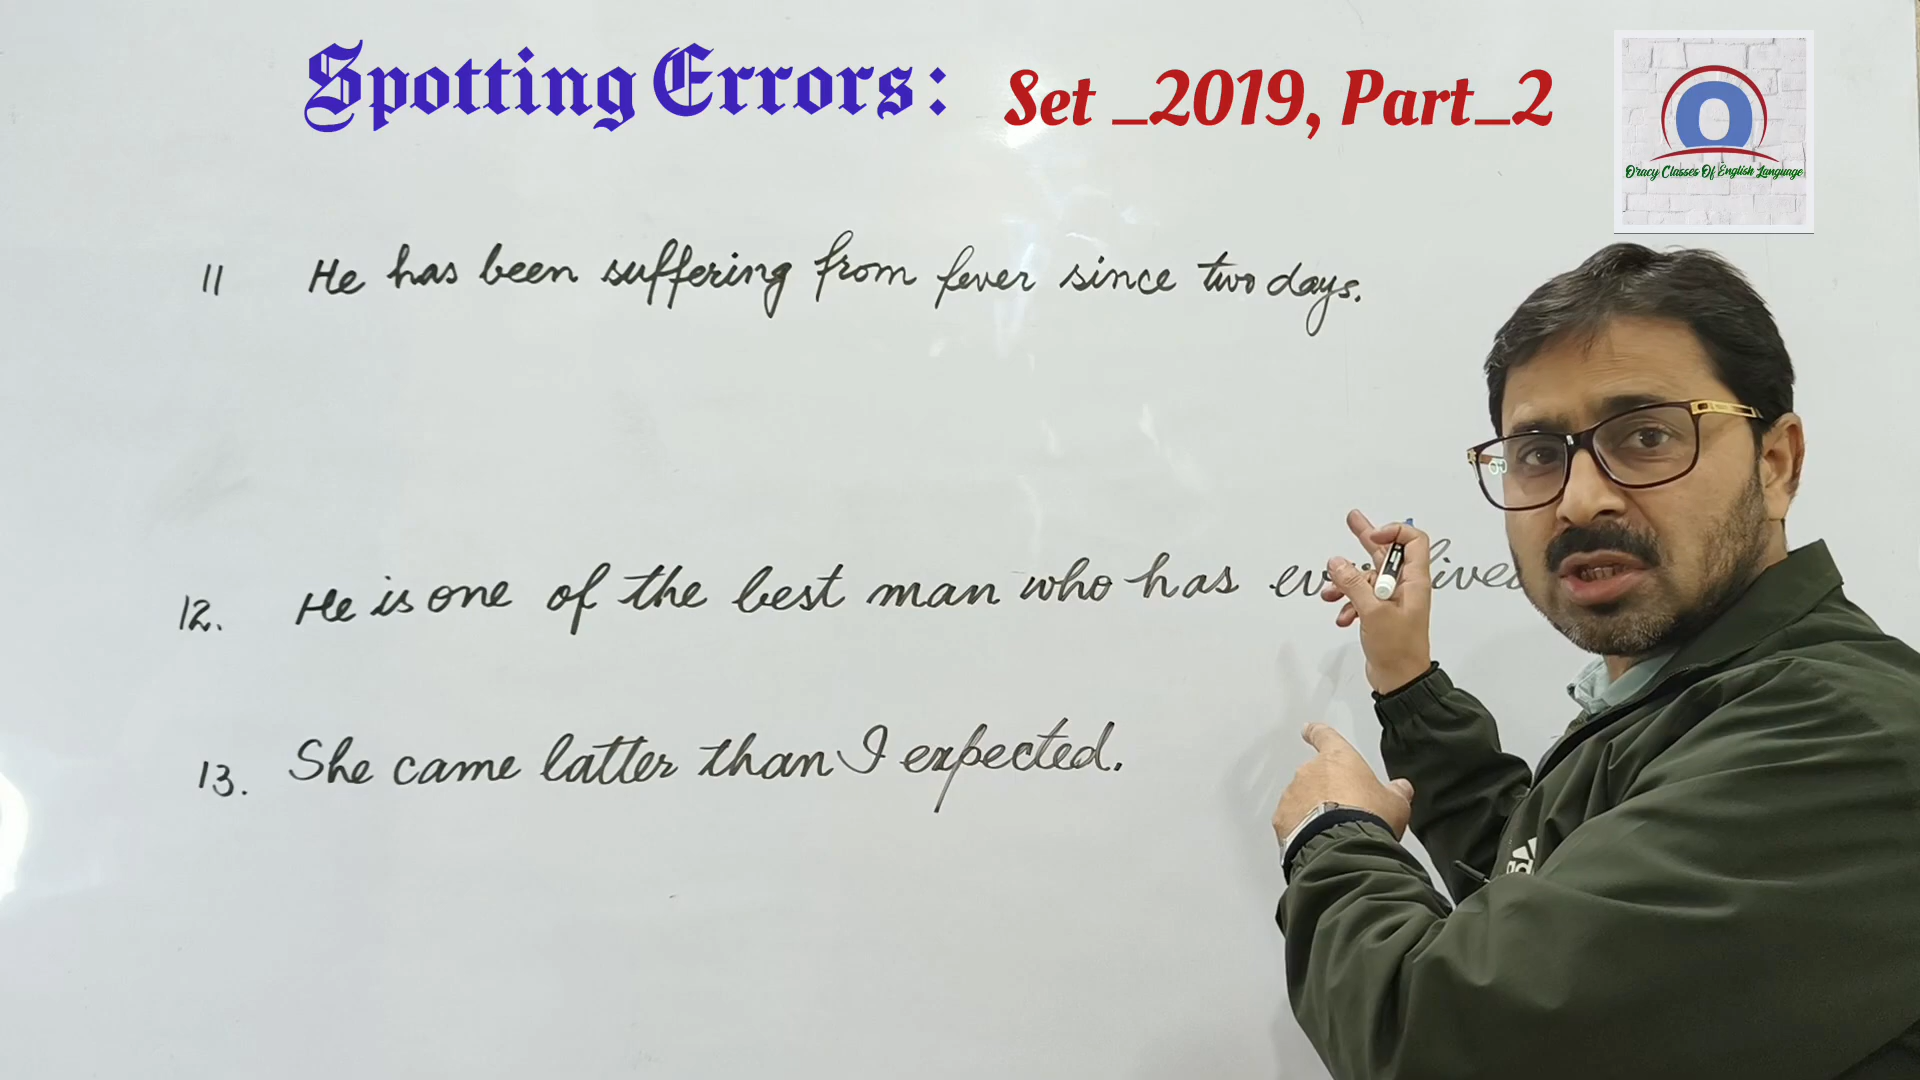 Spotting Errors: Set _2019, Part_2
O'racy Classes Of English Language
11 He has been suffering from fever since two days.
12. He is one of the best man who has
13. She came latter than I expected.